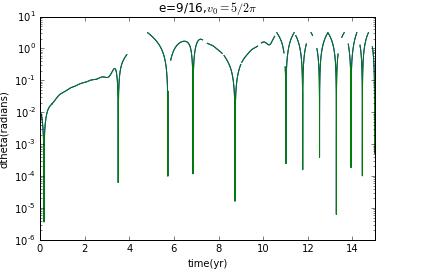 e=9/16,v₀ = 5/2π
10¹
10⁰
10⁻¹
10⁻²
10⁻³
10⁻⁴
10⁻⁵
10⁻⁶
dtheta(radians)
0 2 4 6 8 10 12 14
time(yr)